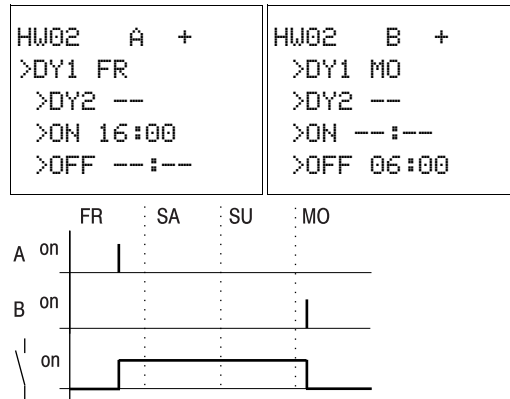 HW02 A +
>DY1 FR
>DY2 --
>ON 16:00
>OFF --:--
HW02 B +
>DY1 MO
>DY2 --
>ON --:--
>OFF 06:00
FR SA SU MO
A on
B on
on